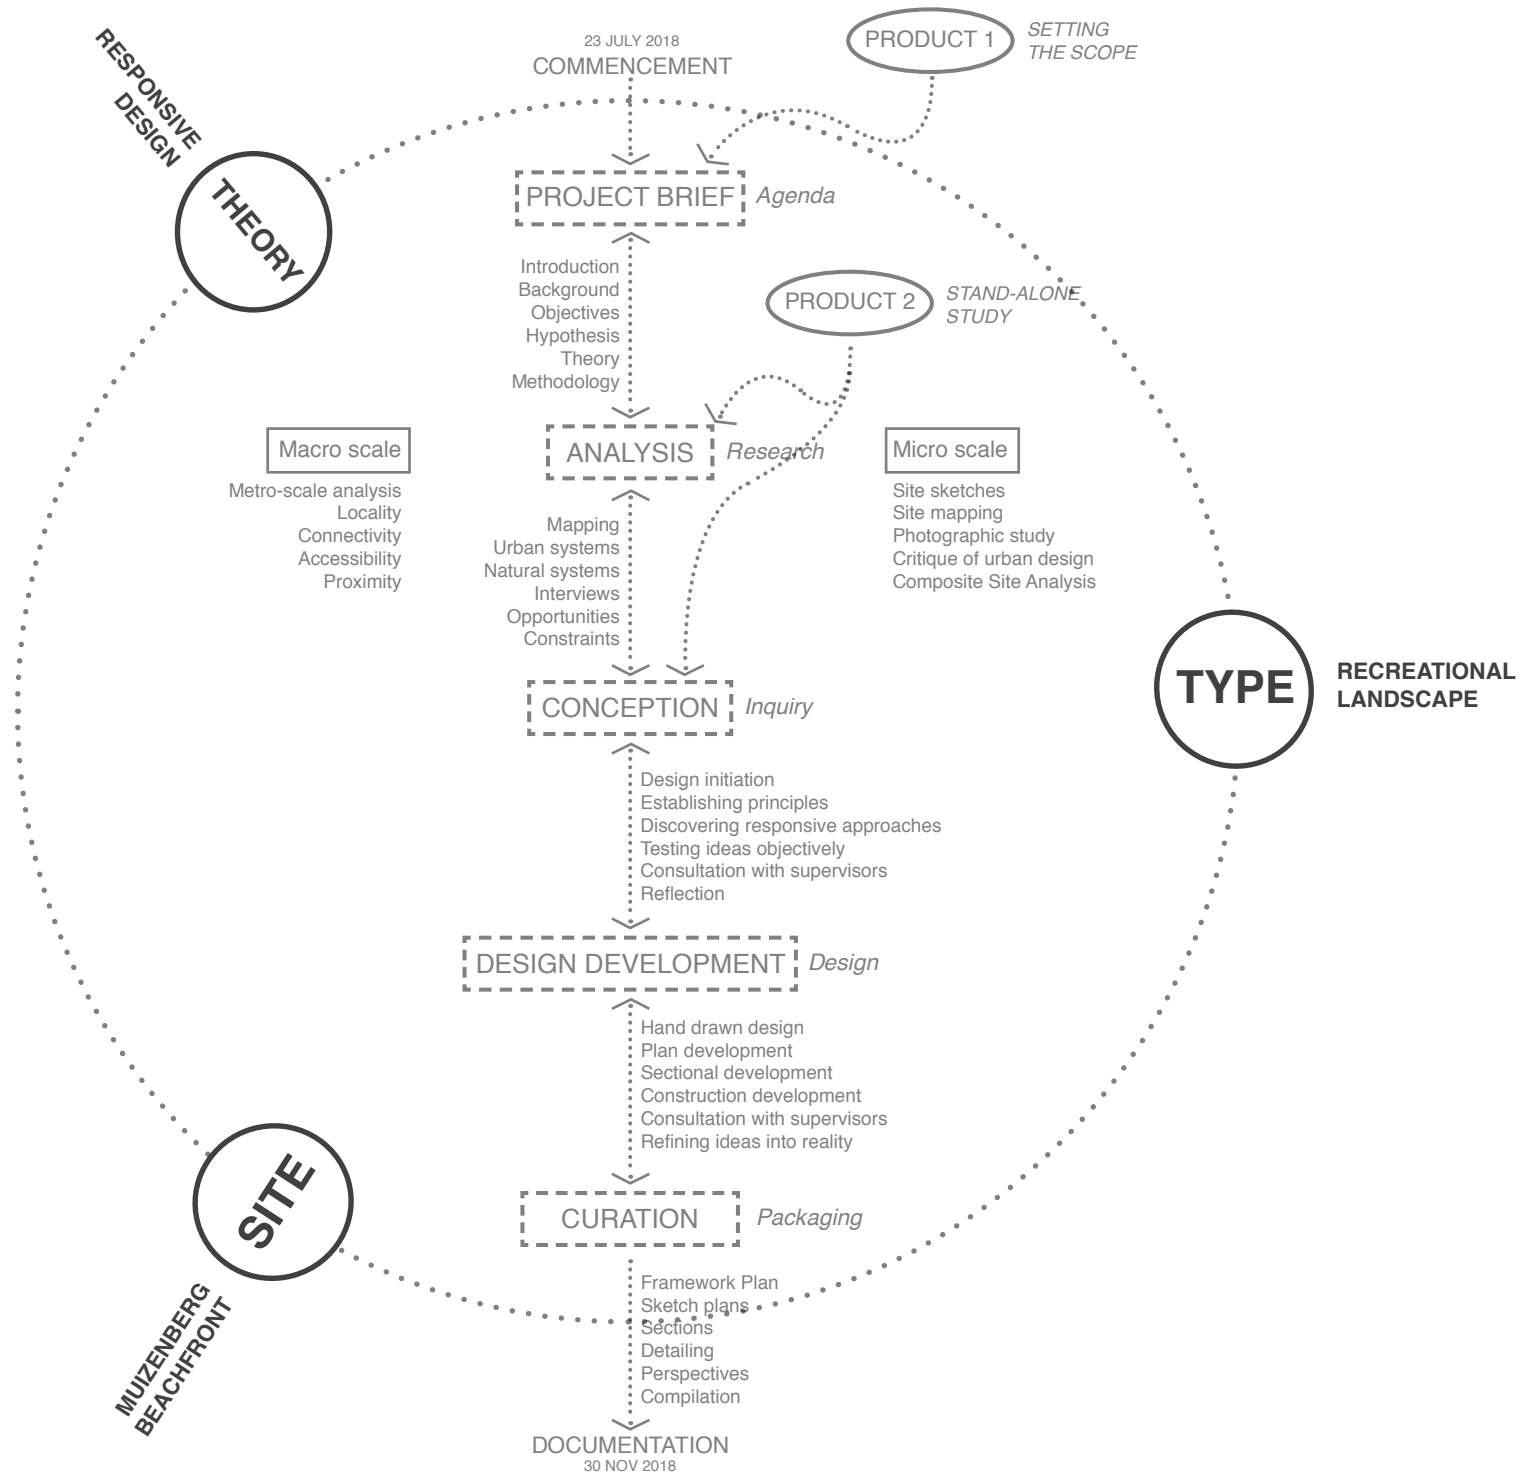 23 JULY 2018
COMMENCEMENT
PRODUCT 1
SETTING
THE SCOPE
RESPONSIVE
DESIGN
THEORY
PROJECT BRIEF
Agenda
Introduction
Background
Objectives
Hypothesis
Theory
Methodology
PRODUCT 2
STAND-ALONE
STUDY
Macro scale
Metro-scale analysis
Locality
Connectivity
Accessibility
Proximity
ANALYSIS
Research
Micro scale
Site sketches
Site mapping
Photographic study
Critique of urban design
Composite Site Analysis
Mapping
Urban systems
Natural systems
Interviews
Opportunities
Constraints
TYPE
RECREATIONAL
LANDSCAPE
CONCEPTION
Inquiry
Design initiation
Establishing principles
Discovering responsive approaches
Testing ideas objectively
Consultation with supervisors
Reflection
DESIGN DEVELOPMENT
Design
Hand drawn design
Plan development
Sectional development
Construction development
Consultation with supervisors
Refining ideas into reality
SITE
MUIZENBERG
BEACHFRONT
CURATION
Packaging
Framework Plan
Sketch plans
Sections
Detailing
Perspectives
Compilation
DOCUMENTATION
30 NOV 2018